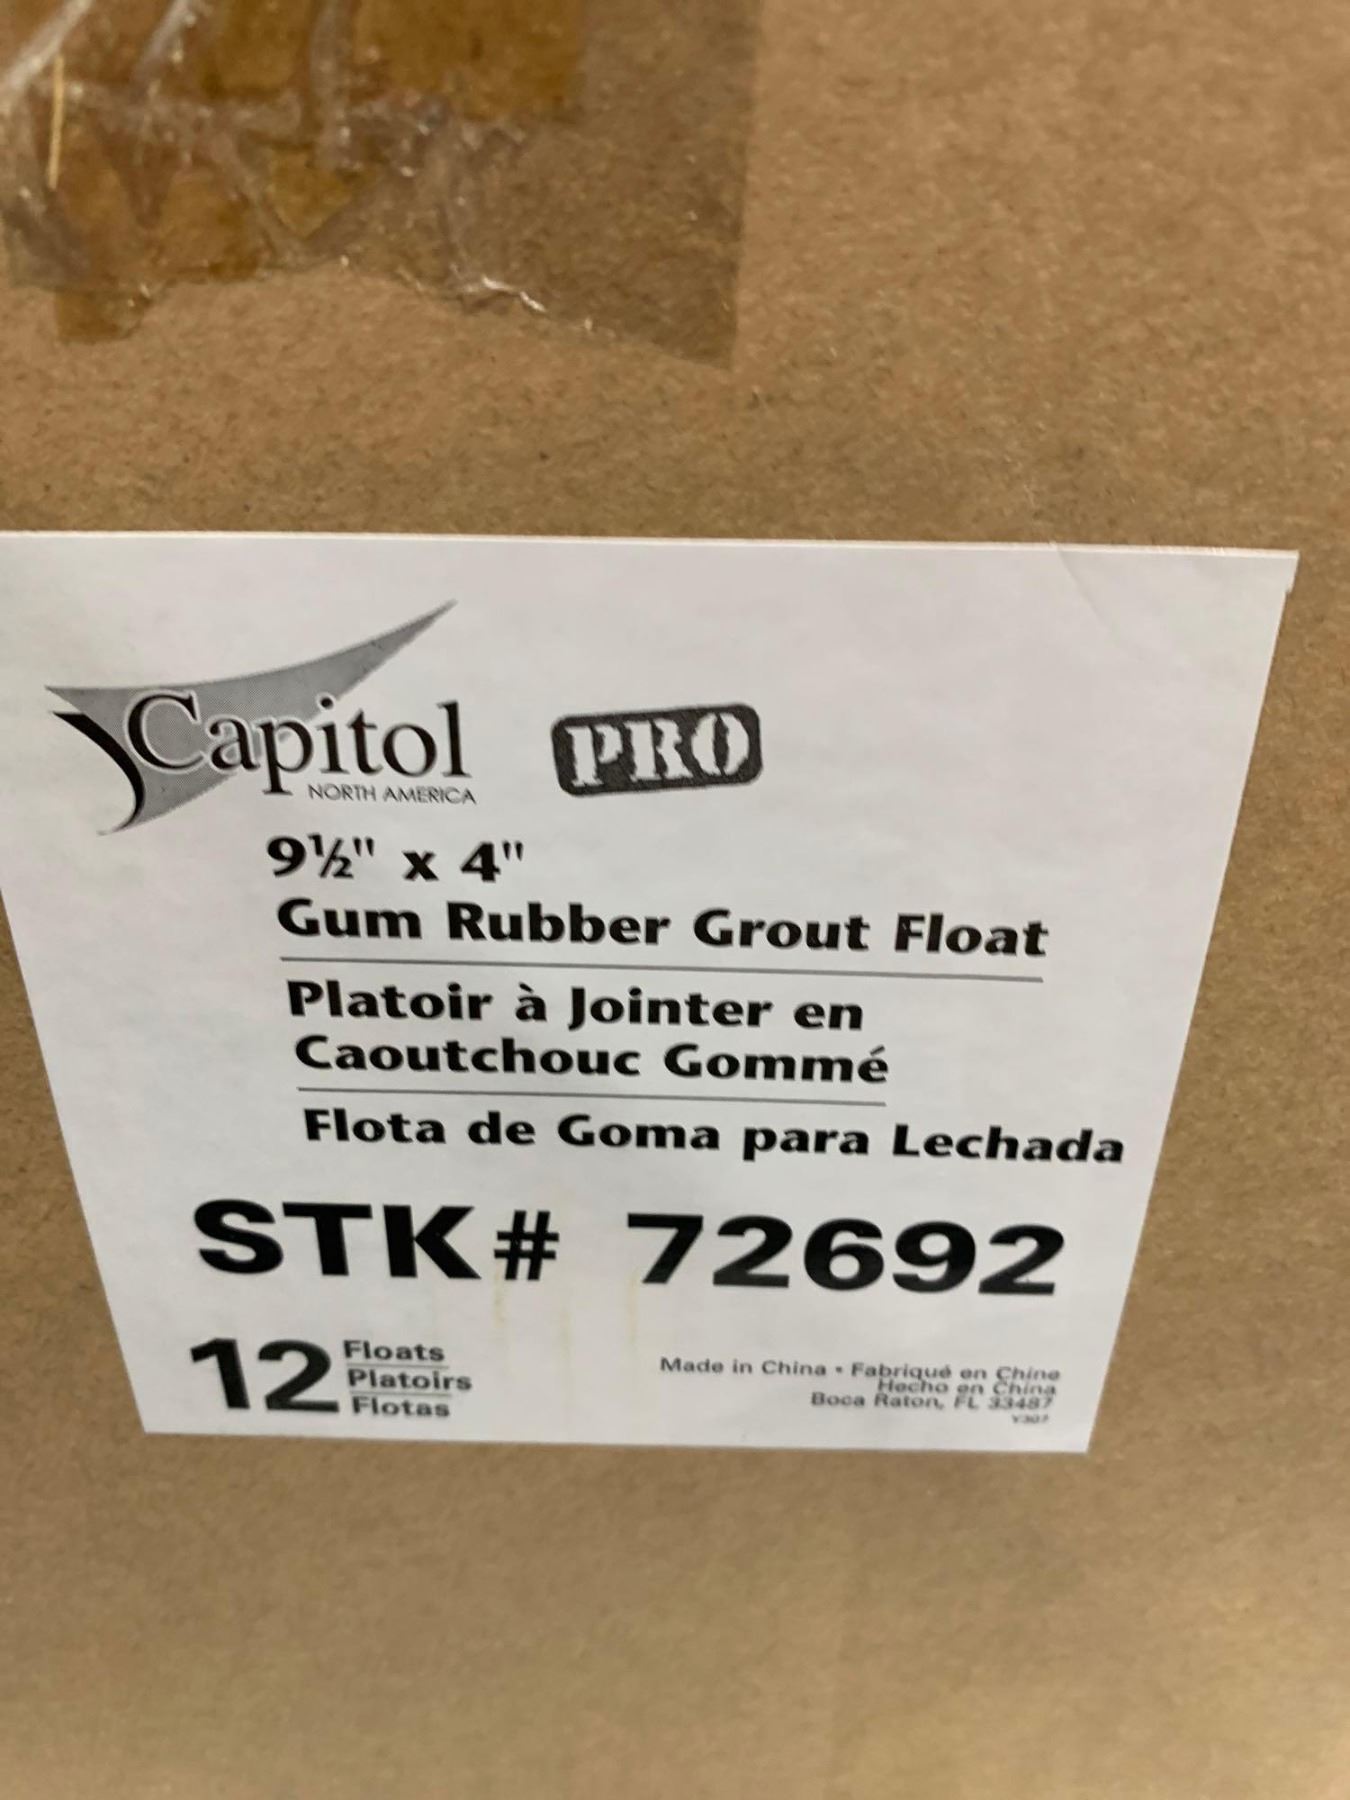 Capitol PRO
NORTH AMERICA
9½" x 4"
Gum Rubber Grout Float
Platoir à Jointer en
Caoutchouc Gommé
Flota de Goma para Lechada
STK# 72692
12 Floats
Platoirs
Flotas
Made in China • Fabriqué en Chine
Hecho en China
Boca Raton, FL 33487
V307